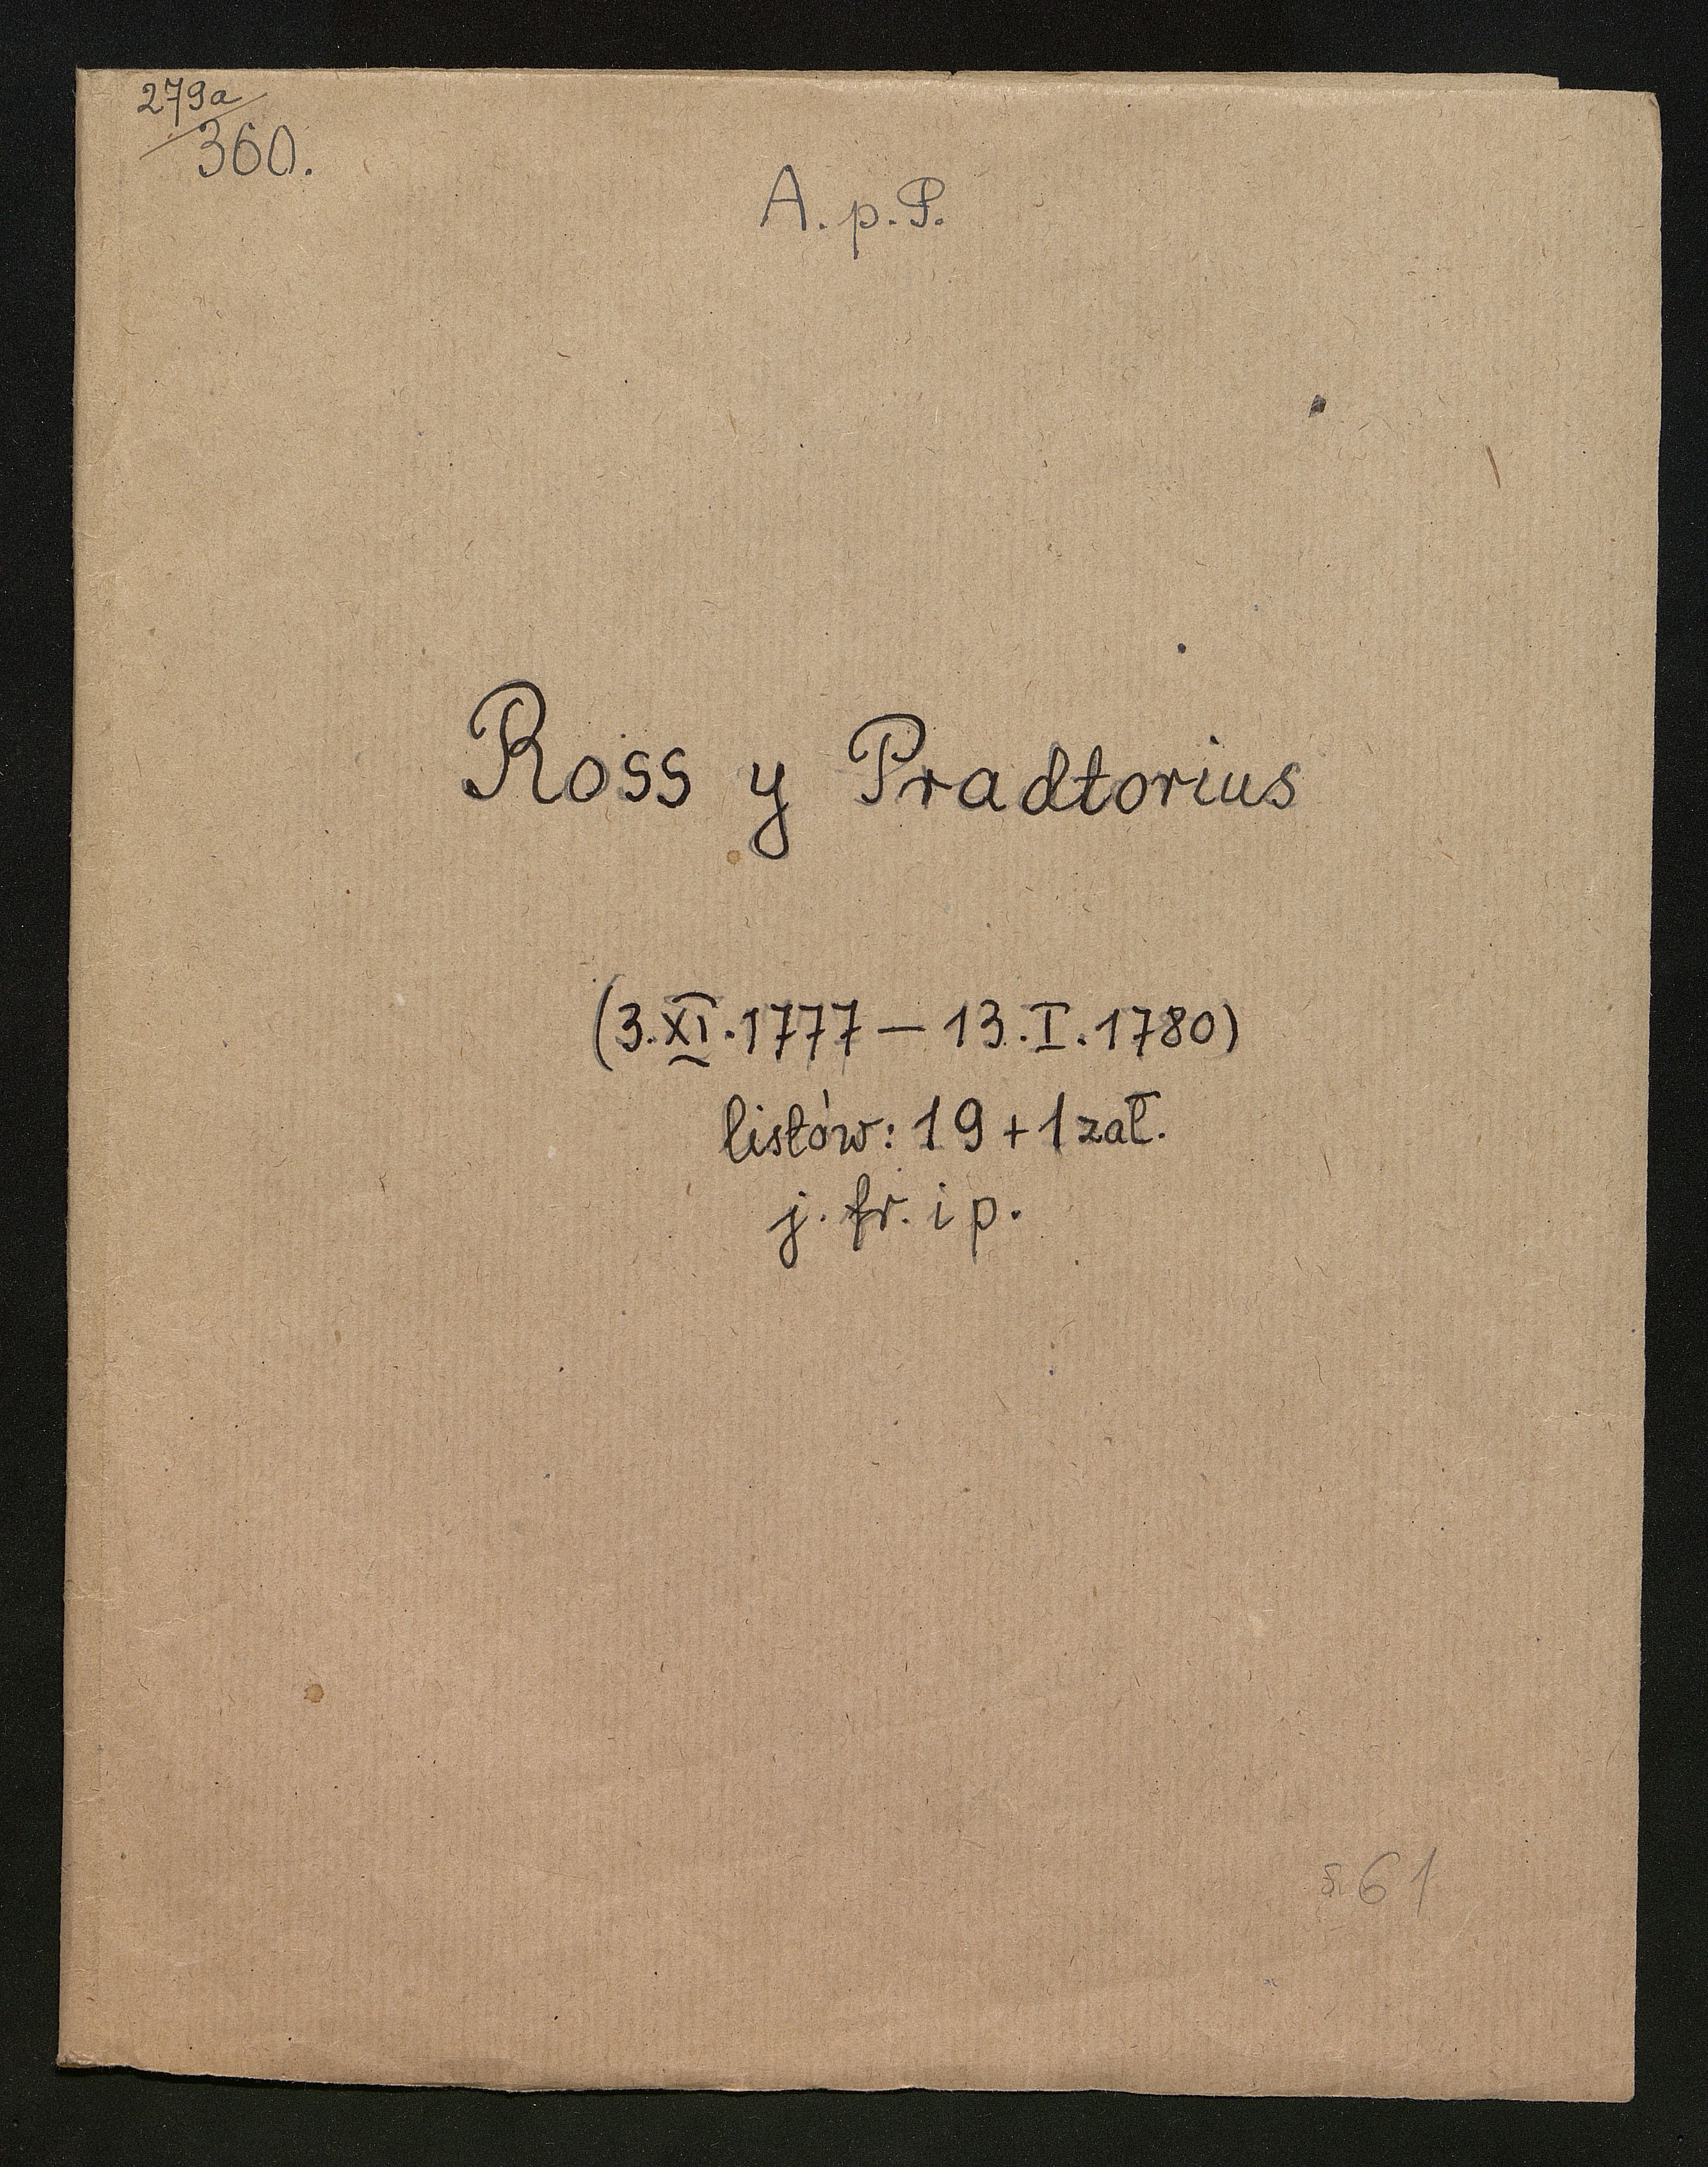 279a
360.
A. p. P.
Ross y Pradtorius
(3.XI.1777 – 13.I.1780)
listów: 19 + 1 zał.
j. fr. i p.
s. 61